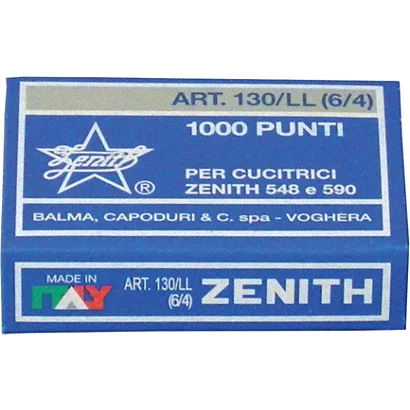 ART. 130/LL (6/4)
1000 PUNTI
Zenith
®
PER CUCITRICI
ZENITH 548 e 590
BALMA, CAPODURI & C. spa - VOGHERA
MADE IN
ITALY
ART. 130/LL
(6/4)
ZENITH